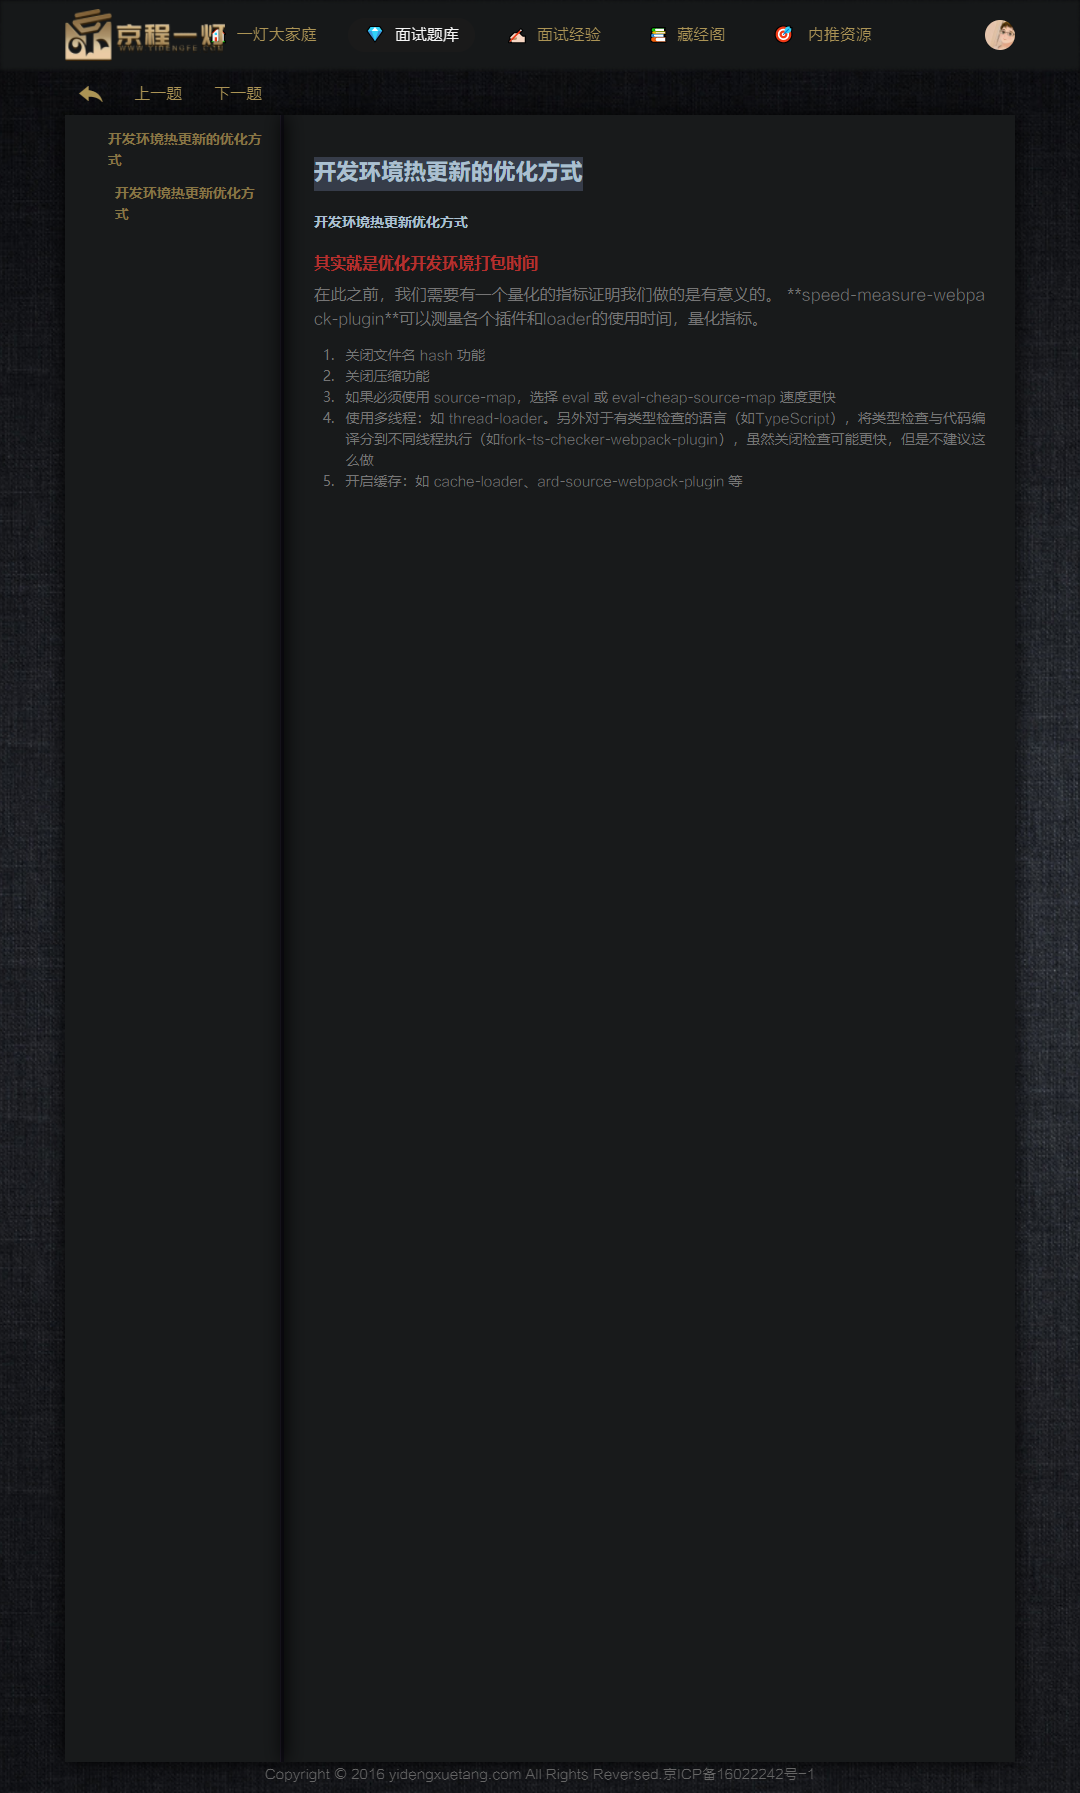 京程一灯
WWW.YIDENGFE.COM
一灯大家庭
面试题库
面试经验
藏经阁
内推资源
上一题
下一题
开发环境热更新的优化方
式
开发环境热更新优化方
式
开发环境热更新的优化方式
开发环境热更新优化方式
其实就是优化开发环境打包时间
在此之前，我们需要有一个量化的指标证明我们做的是有意义的。 **speed-measure-webpa
ck-plugin**可以测量各个插件和loader的使用时间，量化指标。
1. 关闭文件名 hash 功能
2. 关闭压缩功能
3. 如果必须使用 source-map，选择 eval 或 eval-cheap-source-map 速度更快
4. 使用多线程：如 thread-loader。另外对于有类型检查的语言（如TypeScript），将类型检查与代码编
译分到不同线程执行（如fork-ts-checker-webpack-plugin），虽然关闭检查可能更快，但是不建议这
么做
5. 开启缓存：如 cache-loader、ard-source-webpack-plugin 等
Copyright © 2016 yidengxuetang.com All Rights Reversed.京ICP备16022242号-1